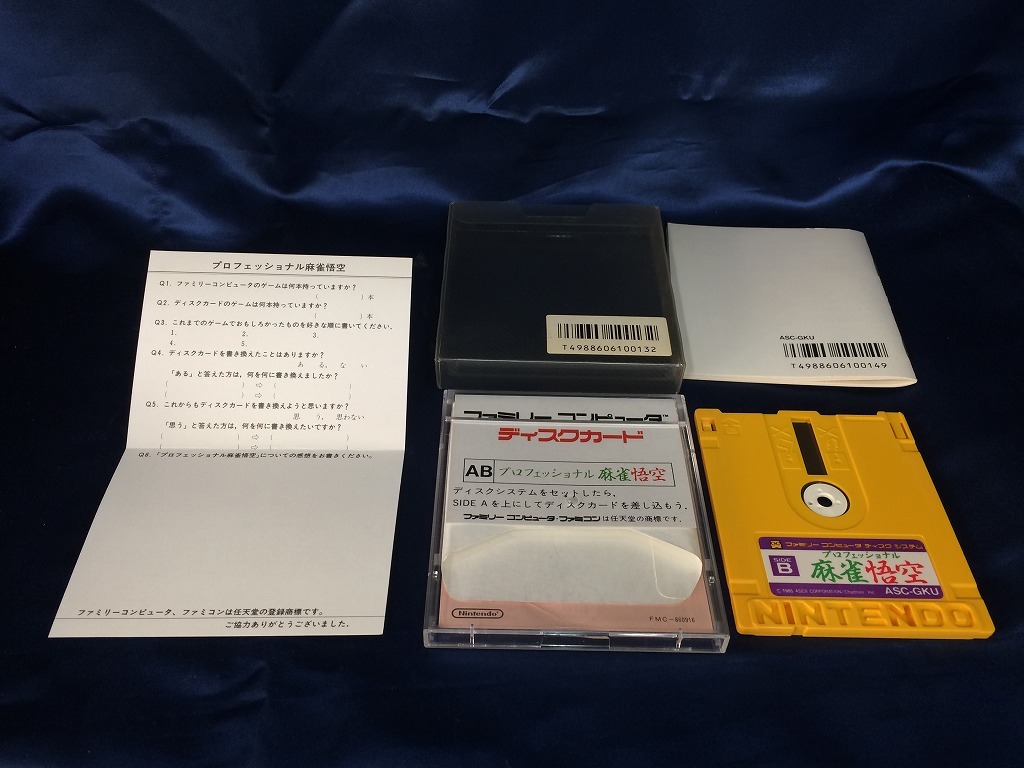 プロフェッショナル麻雀悟空
Q1. ファミリーコンピュータのゲームは何本持っていますか?
( )本
Q2. ディスクカードのゲームは何本持っていますか?
( )本
Q3. これまでのゲームでおもしろかったものを好きな順に書いてください。
1. 2. 3.
4. 5.
Q4. ディスクカードを書き換えたことはありますか?
ある, ない
「ある」と答えた方は、何を何に書き換えましたか?
( ) ⇨ ( )
( ) ⇨ ( )
Q5. これからもディスクカードを書き換えようと思いますか?
思う, 思わない
「思う」と答えた方は、何を何に書き換えたいですか?
( ) ⇨ ( )
( ) ⇨ ( )
Q6. 「プロフェッショナル麻雀悟空」についての感想をお書きください。
ファミリーコンピュータ、ファミコンは任天堂の登録商標です。
ご協力ありがとうございました.
T4988606100132
ASC-GKU
T4988606100149
ファミリー コンピュータ™
ディスクカード
AB プロフェッショナル 麻雀悟空
ディスクシステムをセットしたら,
SIDE Aを上にしてディスクカードを差し込もう.
ファミリー コンピュータ・ファミコンは任天堂の商標です.
Nintendo
FMC-860916
ファミリー コンピュータ ディスク システム
SIDE B
プロフェッショナル
麻雀悟空
ASC-GKU
NINTENDO